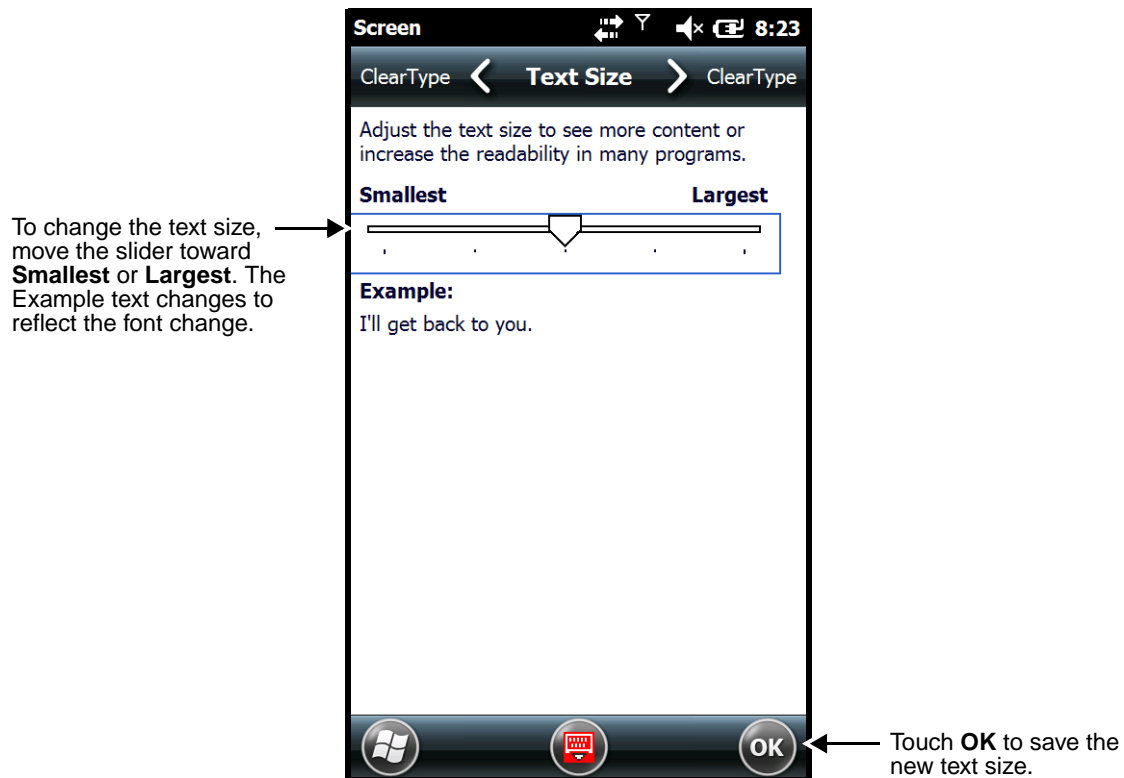 Screen 8:23
ClearType Text Size ClearType
Adjust the text size to see more content or
increase the readability in many programs.
Smallest Largest
To change the text size,
move the slider toward
Smallest or Largest. The
Example text changes to
reflect the font change.
Example:
I'll get back to you.
OK
Touch OK to save the
new text size.